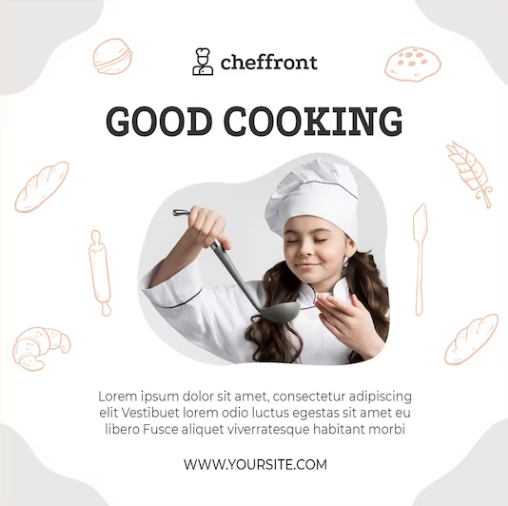 cheffront
GOOD COOKING
Lorem ipsum dolor sit amet, consectetur adipiscing
elit Vestibuet lorem odio luctus egestas sit amet eu
libero Fusce aliquet viverratesque habitant morbi
WWW.YOURSITE.COM